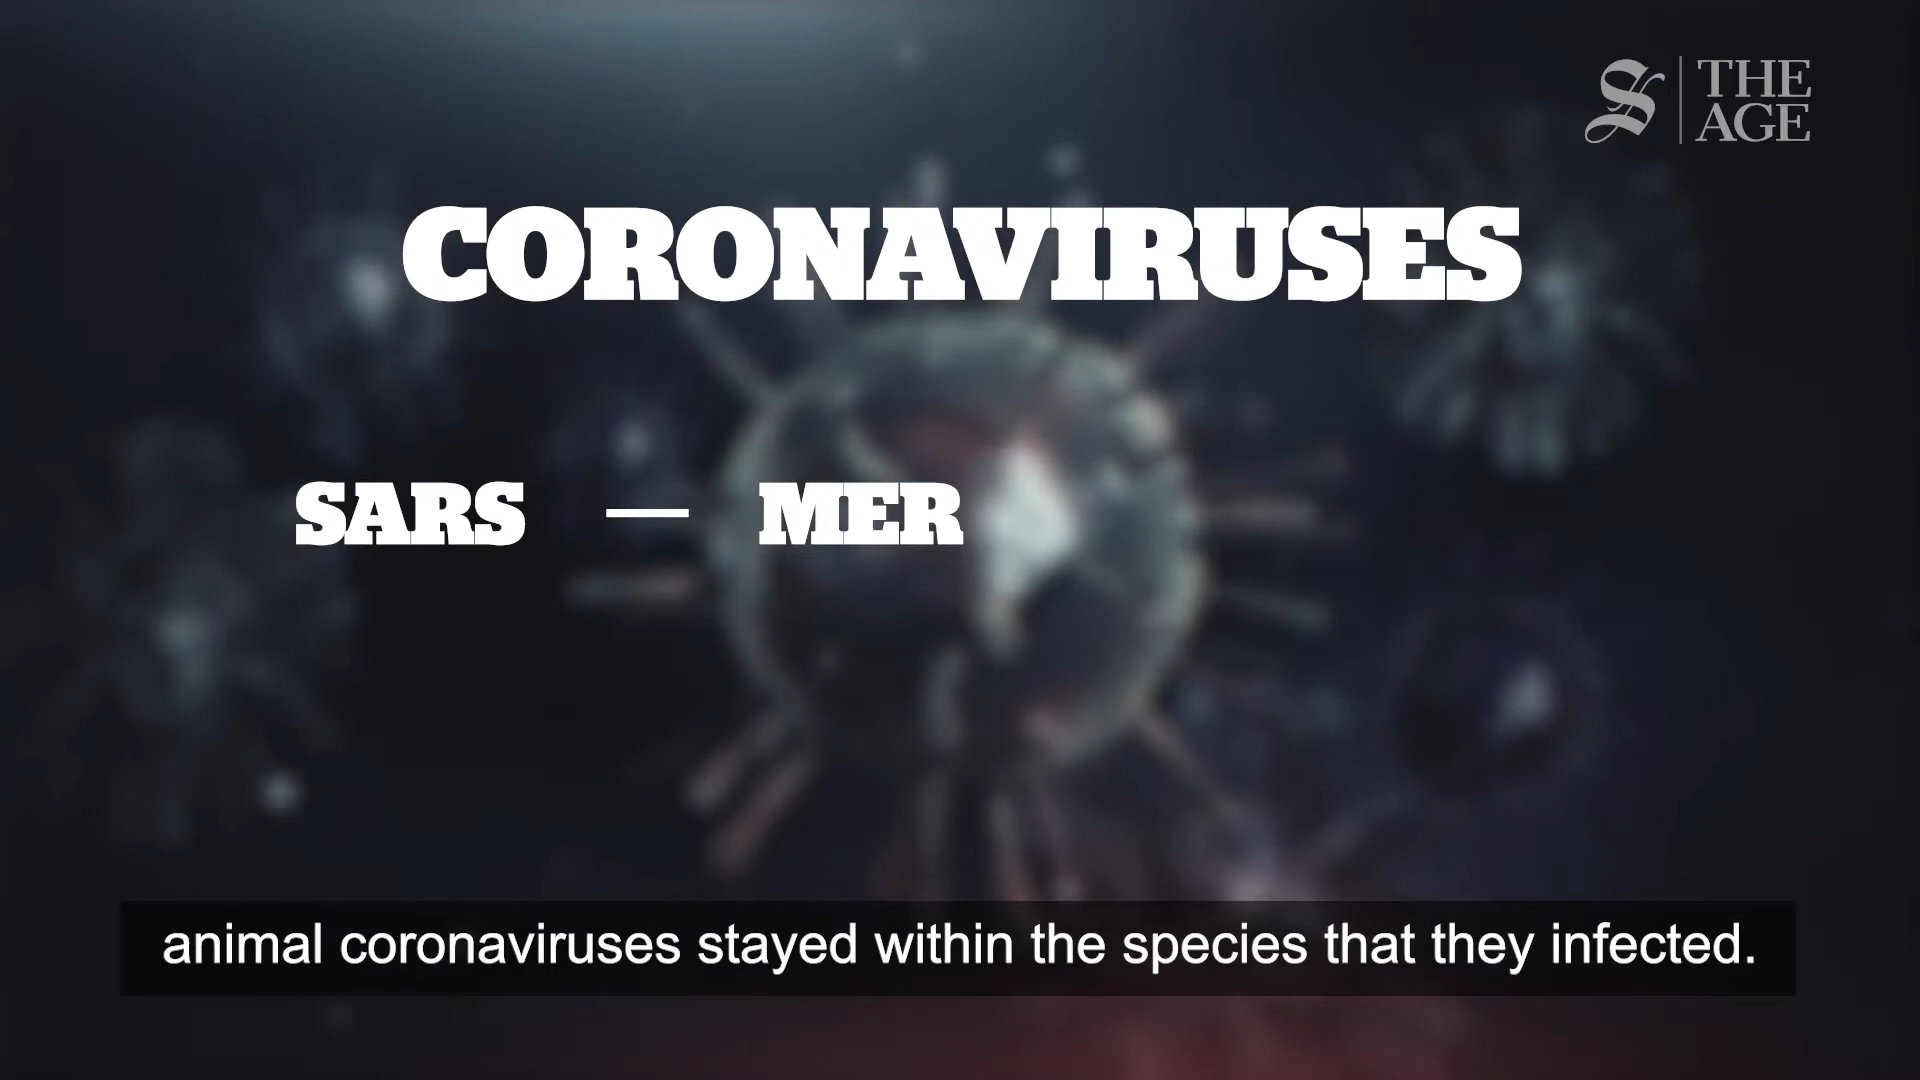 THE
AGE
CORONAVIRUSES
SARS — MER
animal coronaviruses stayed within the species that they infected.